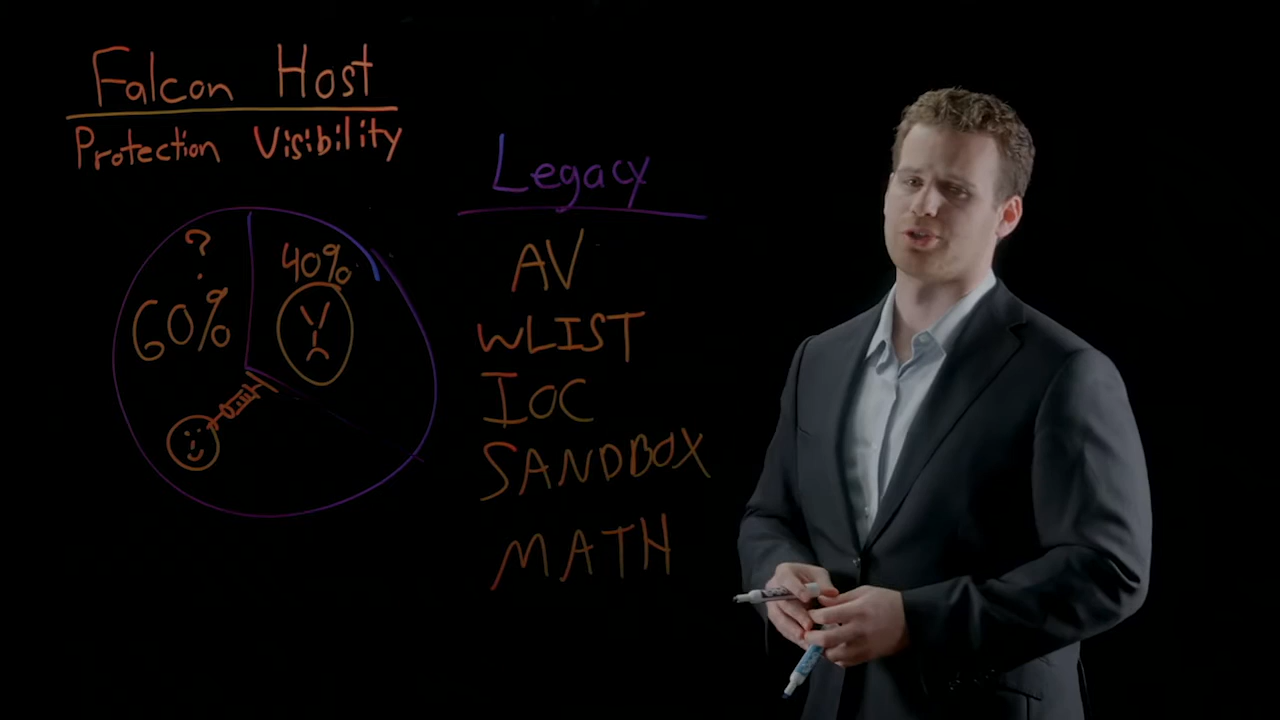 Falcon Host
Protection Visibility
?
60%
40%
Legacy
AV
WLIST
IOC
SANDBOX
MATH